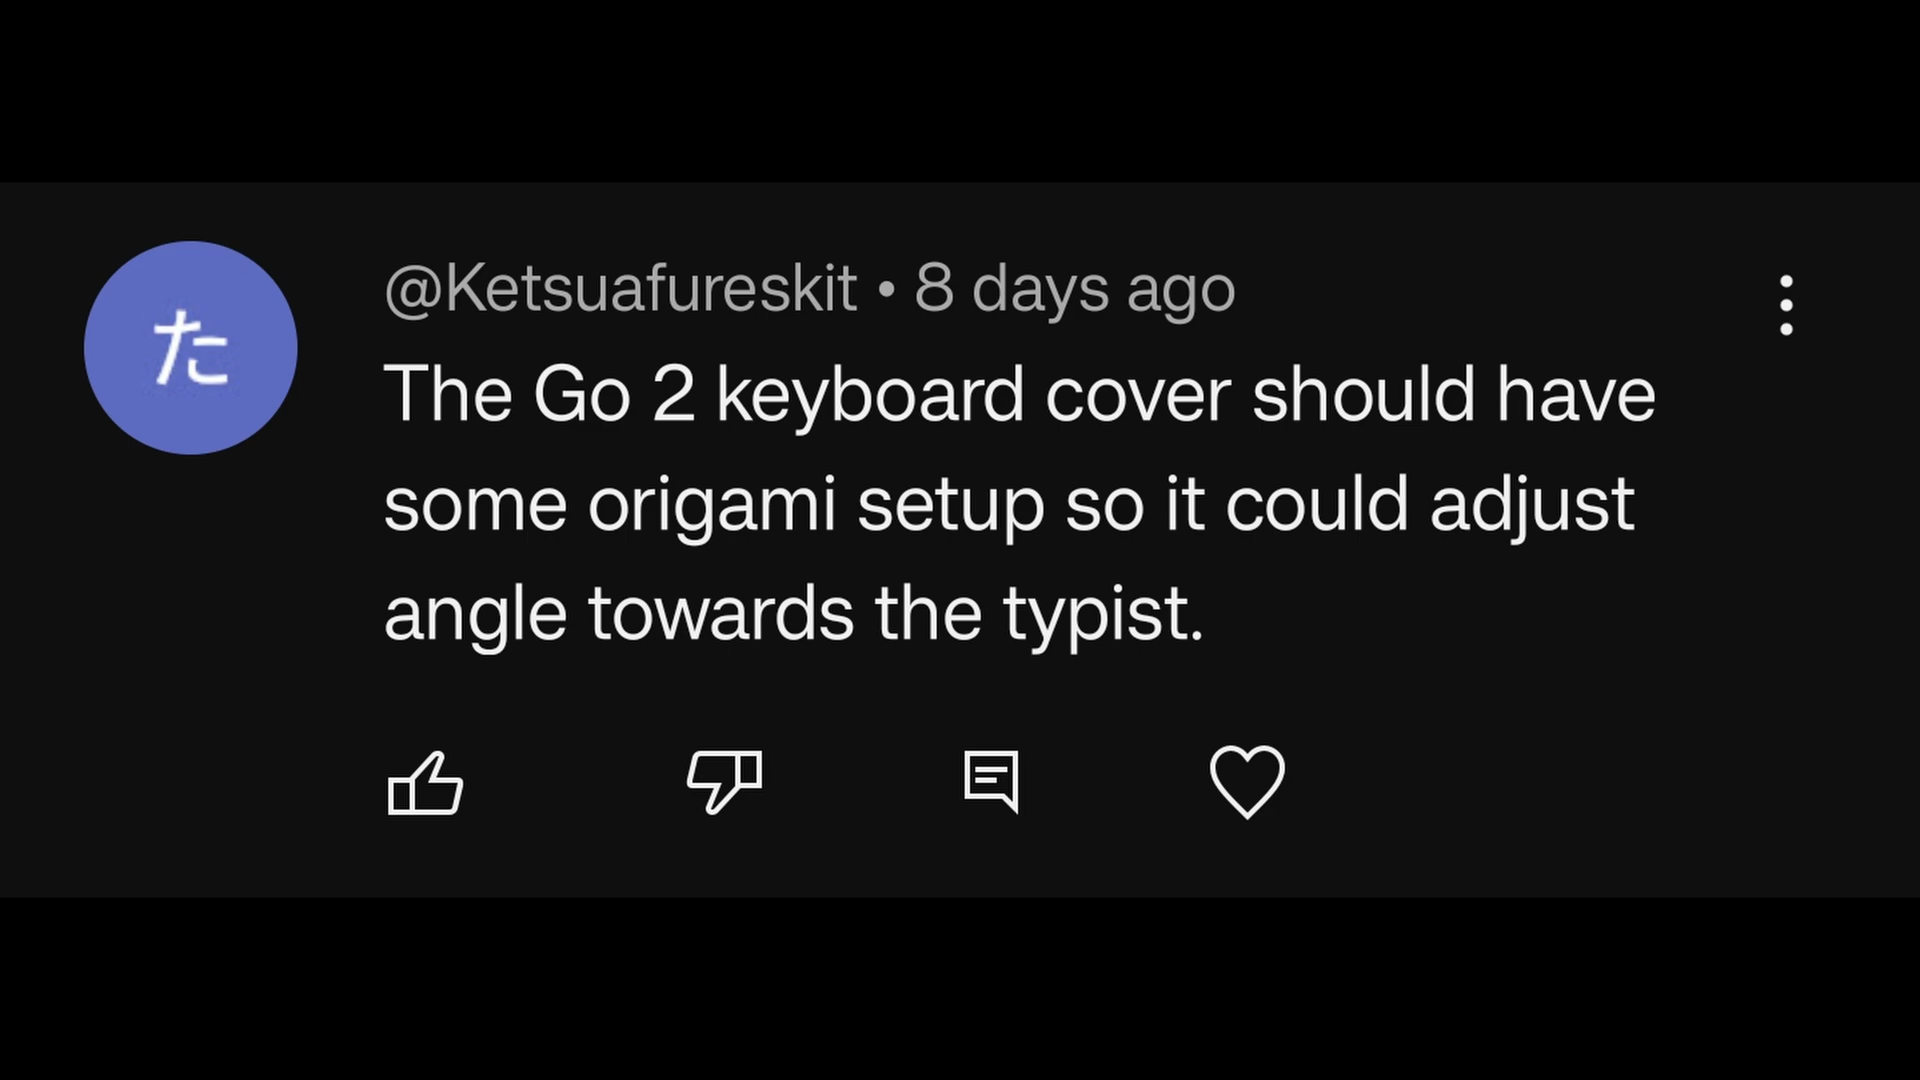 た
@Ketsuafureskit • 8 days ago
The Go 2 keyboard cover should have
some origami setup so it could adjust
angle towards the typist.